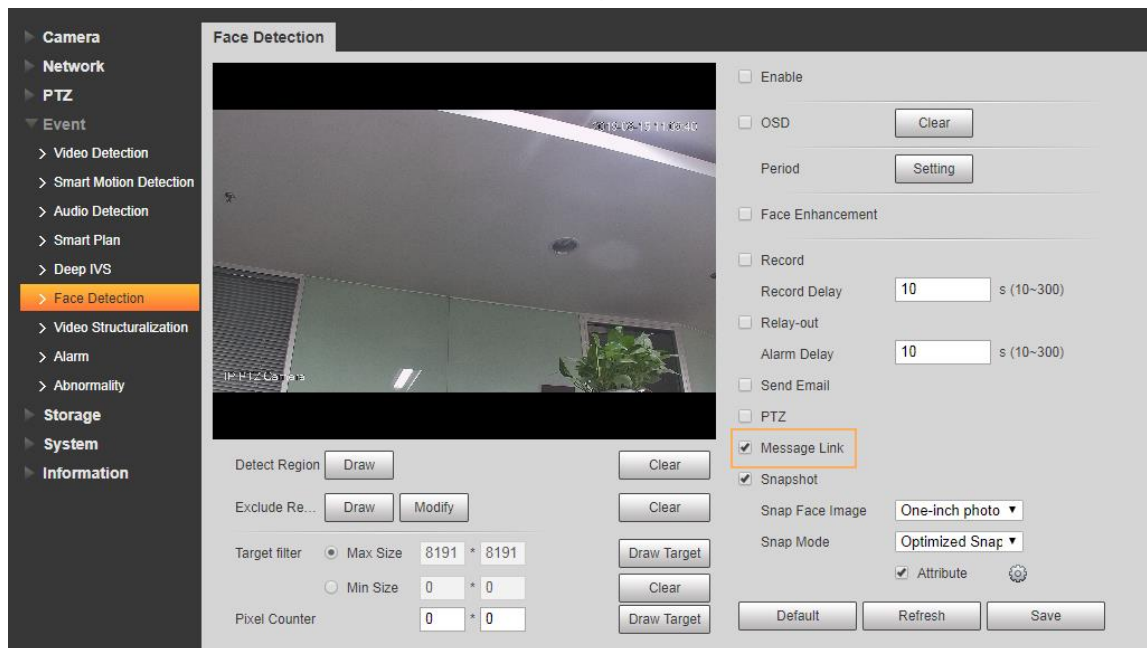 Camera
Network
PTZ
Event
Video Detection
Smart Motion Detection
Audio Detection
Smart Plan
Deep IVS
Face Detection
Video Structuralization
Alarm
Abnormality
Storage
System
Information
Face Detection
IP PTZ Camera
Detect Region Draw Clear
Exclude Re... Draw Modify Clear
Target filter Max Size 8191 * 8191 Draw Target
Min Size 0 * 0 Clear
Pixel Counter 0 * 0 Draw Target
Enable
OSD Clear
Period Setting
Face Enhancement
Record
Record Delay 10 s (10~300)
Relay-out
Alarm Delay 10 s (10~300)
Send Email
PTZ
Message Link
Snapshot
Snap Face Image One-inch photo
Snap Mode Optimized Snap
Attribute
Default Refresh Save